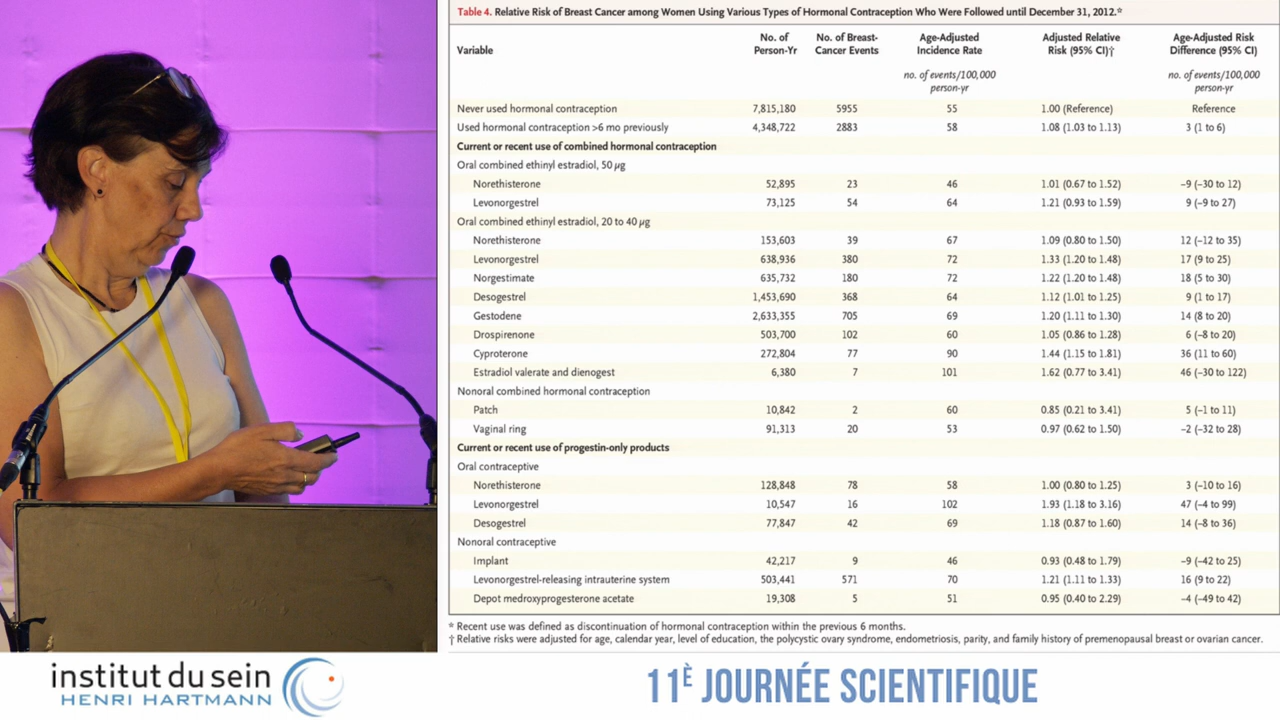 Table 4. Relative Risk of Breast Cancer among Women Using Various Types of Hormonal Contraception Who Were Followed until December 31, 2012.*
Variable No. of Person-Yr No. of Breast-Cancer Events Age-Adjusted Incidence Rate Adjusted Relative Risk (95% CI)† Age-Adjusted Risk Difference (95% CI)
no. of events/100,000 person-yr no. of events/100,000 person-yr
Never used hormonal contraception 7,815,180 5955 55 1.00 (Reference) Reference
Used hormonal contraception >6 mo previously 4,348,722 2883 58 1.08 (1.03 to 1.13) 3 (1 to 6)
Current or recent use of combined hormonal contraception
Oral combined ethinyl estradiol, 50 µg
Norethisterone 52,895 23 46 1.01 (0.67 to 1.52) −9 (−30 to 12)
Levonorgestrel 73,125 54 64 1.21 (0.93 to 1.59) 9 (−9 to 27)
Oral combined ethinyl estradiol, 20 to 40 µg
Norethisterone 153,603 39 67 1.09 (0.80 to 1.50) 12 (−12 to 35)
Levonorgestrel 638,936 380 72 1.33 (1.20 to 1.48) 17 (9 to 25)
Norgestimate 635,732 180 72 1.22 (1.20 to 1.48) 18 (5 to 30)
Desogestrel 1,453,690 368 64 1.12 (1.01 to 1.25) 9 (1 to 17)
Gestodene 2,633,355 705 69 1.20 (1.11 to 1.30) 14 (8 to 20)
Drospirenone 503,700 102 60 1.05 (0.86 to 1.28) 6 (−8 to 20)
Cyproterone 272,804 77 90 1.44 (1.15 to 1.81) 36 (11 to 60)
Estradiol valerate and dienogest 6,380 7 101 1.62 (0.77 to 3.41) 46 (−30 to 122)
Nonoral combined hormonal contraception
Patch 10,842 2 60 0.85 (0.21 to 3.41) 5 (−1 to 11)
Vaginal ring 91,313 20 53 0.97 (0.62 to 1.50) −2 (−32 to 28)
Current or recent use of progestin-only products
Oral contraceptive
Norethisterone 128,848 78 58 1.00 (0.80 to 1.25) 3 (−10 to 16)
Levonorgestrel 10,547 16 102 1.93 (1.18 to 3.16) 47 (−4 to 99)
Desogestrel 77,847 42 69 1.18 (0.87 to 1.60) 14 (−8 to 36)
Nonoral contraceptive
Implant 42,217 9 46 0.93 (0.48 to 1.79) −9 (−42 to 25)
Levonorgestrel-releasing intrauterine system 503,441 571 70 1.21 (1.11 to 1.33) 16 (9 to 22)
Depot medroxyprogesterone acetate 19,308 5 51 0.95 (0.40 to 2.29) −4 (−49 to 42)
* Recent use was defined as discontinuation of hormonal contraception within the previous 6 months.
† Relative risks were adjusted for age, calendar year, level of education, the polycystic ovary syndrome, endometriosis, parity, and family history of premenopausal breast or ovarian cancer.
institut du sein
HENRI HARTMANN
11È JOURNÉE SCIENTIFIQUE